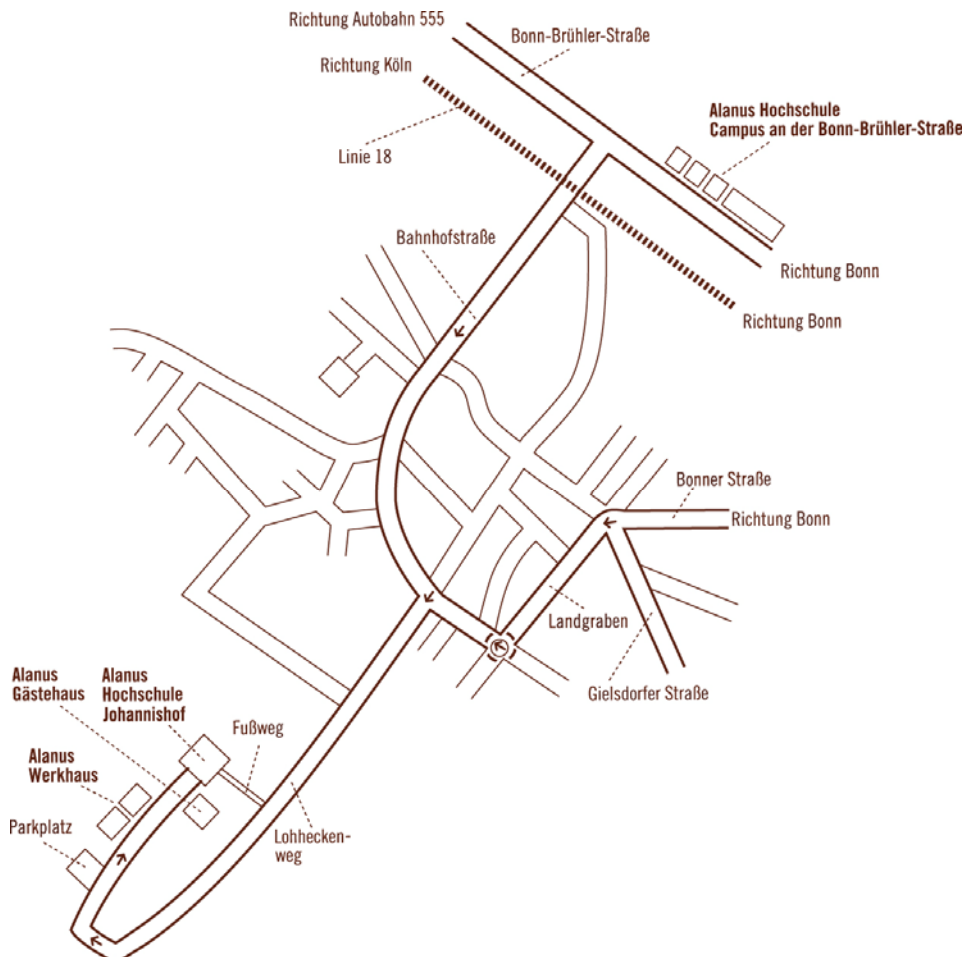 Richtung Autobahn 555
Bonn-Brühler-Straße
Richtung Köln
Alanus Hochschule
Campus an der Bonn-Brühler-Straße
Linie 18
Bahnhofstraße
Richtung Bonn
Richtung Bonn
Bonner Straße
Richtung Bonn
Landgraben
Gielsdorfer Straße
Alanus
Gästehaus
Alanus
Hochschule
Johannishof
Fußweg
Alanus
Werkhaus
Parkplatz
Lohhecken-
weg